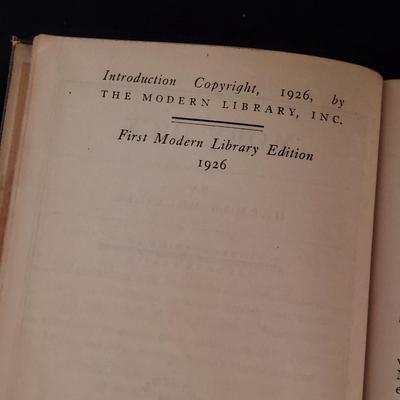 Introduction Copyright, 1926, by
THE MODERN LIBRARY, INC.
First Modern Library Edition
1926